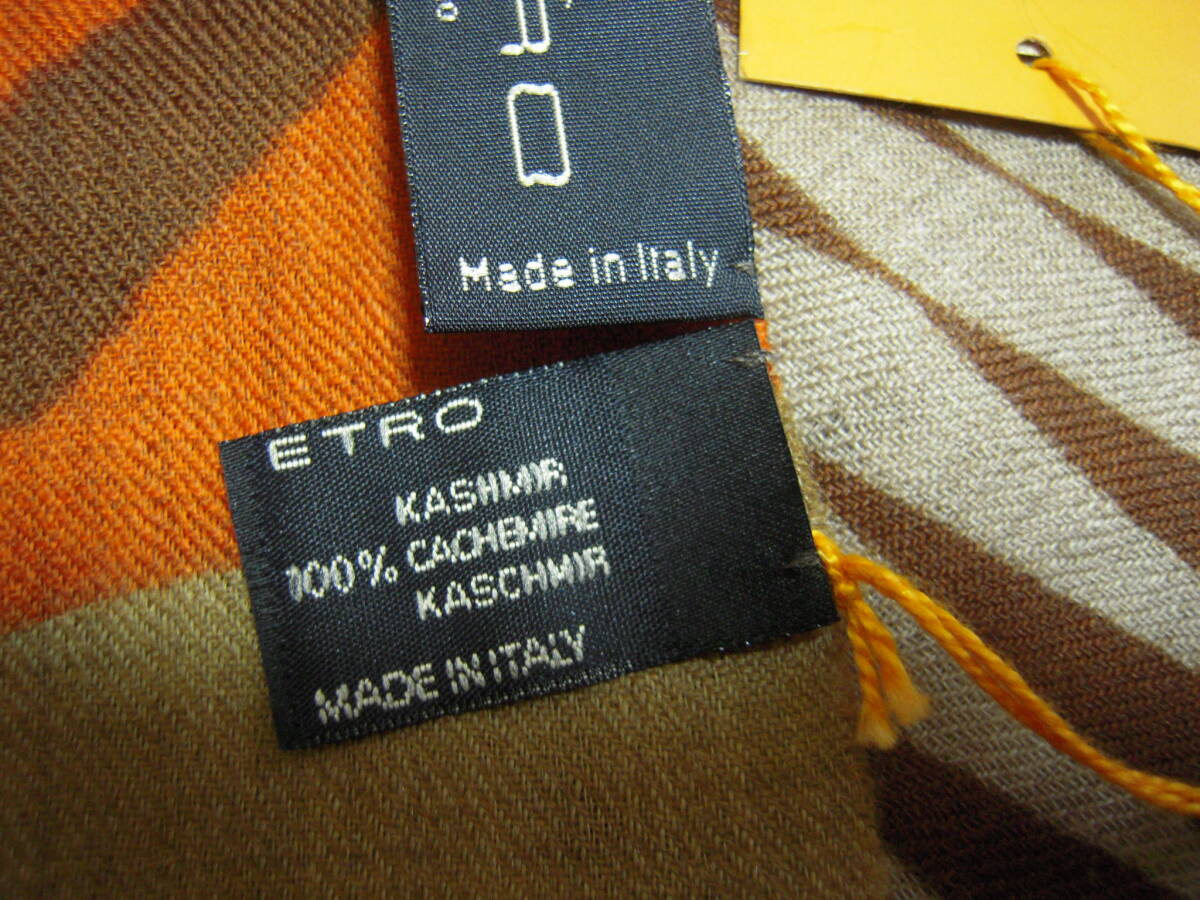 Made in Italy
ETRO
KASHMIR
100% CACHEMIRE
KASCHMIR
MADE IN ITALY